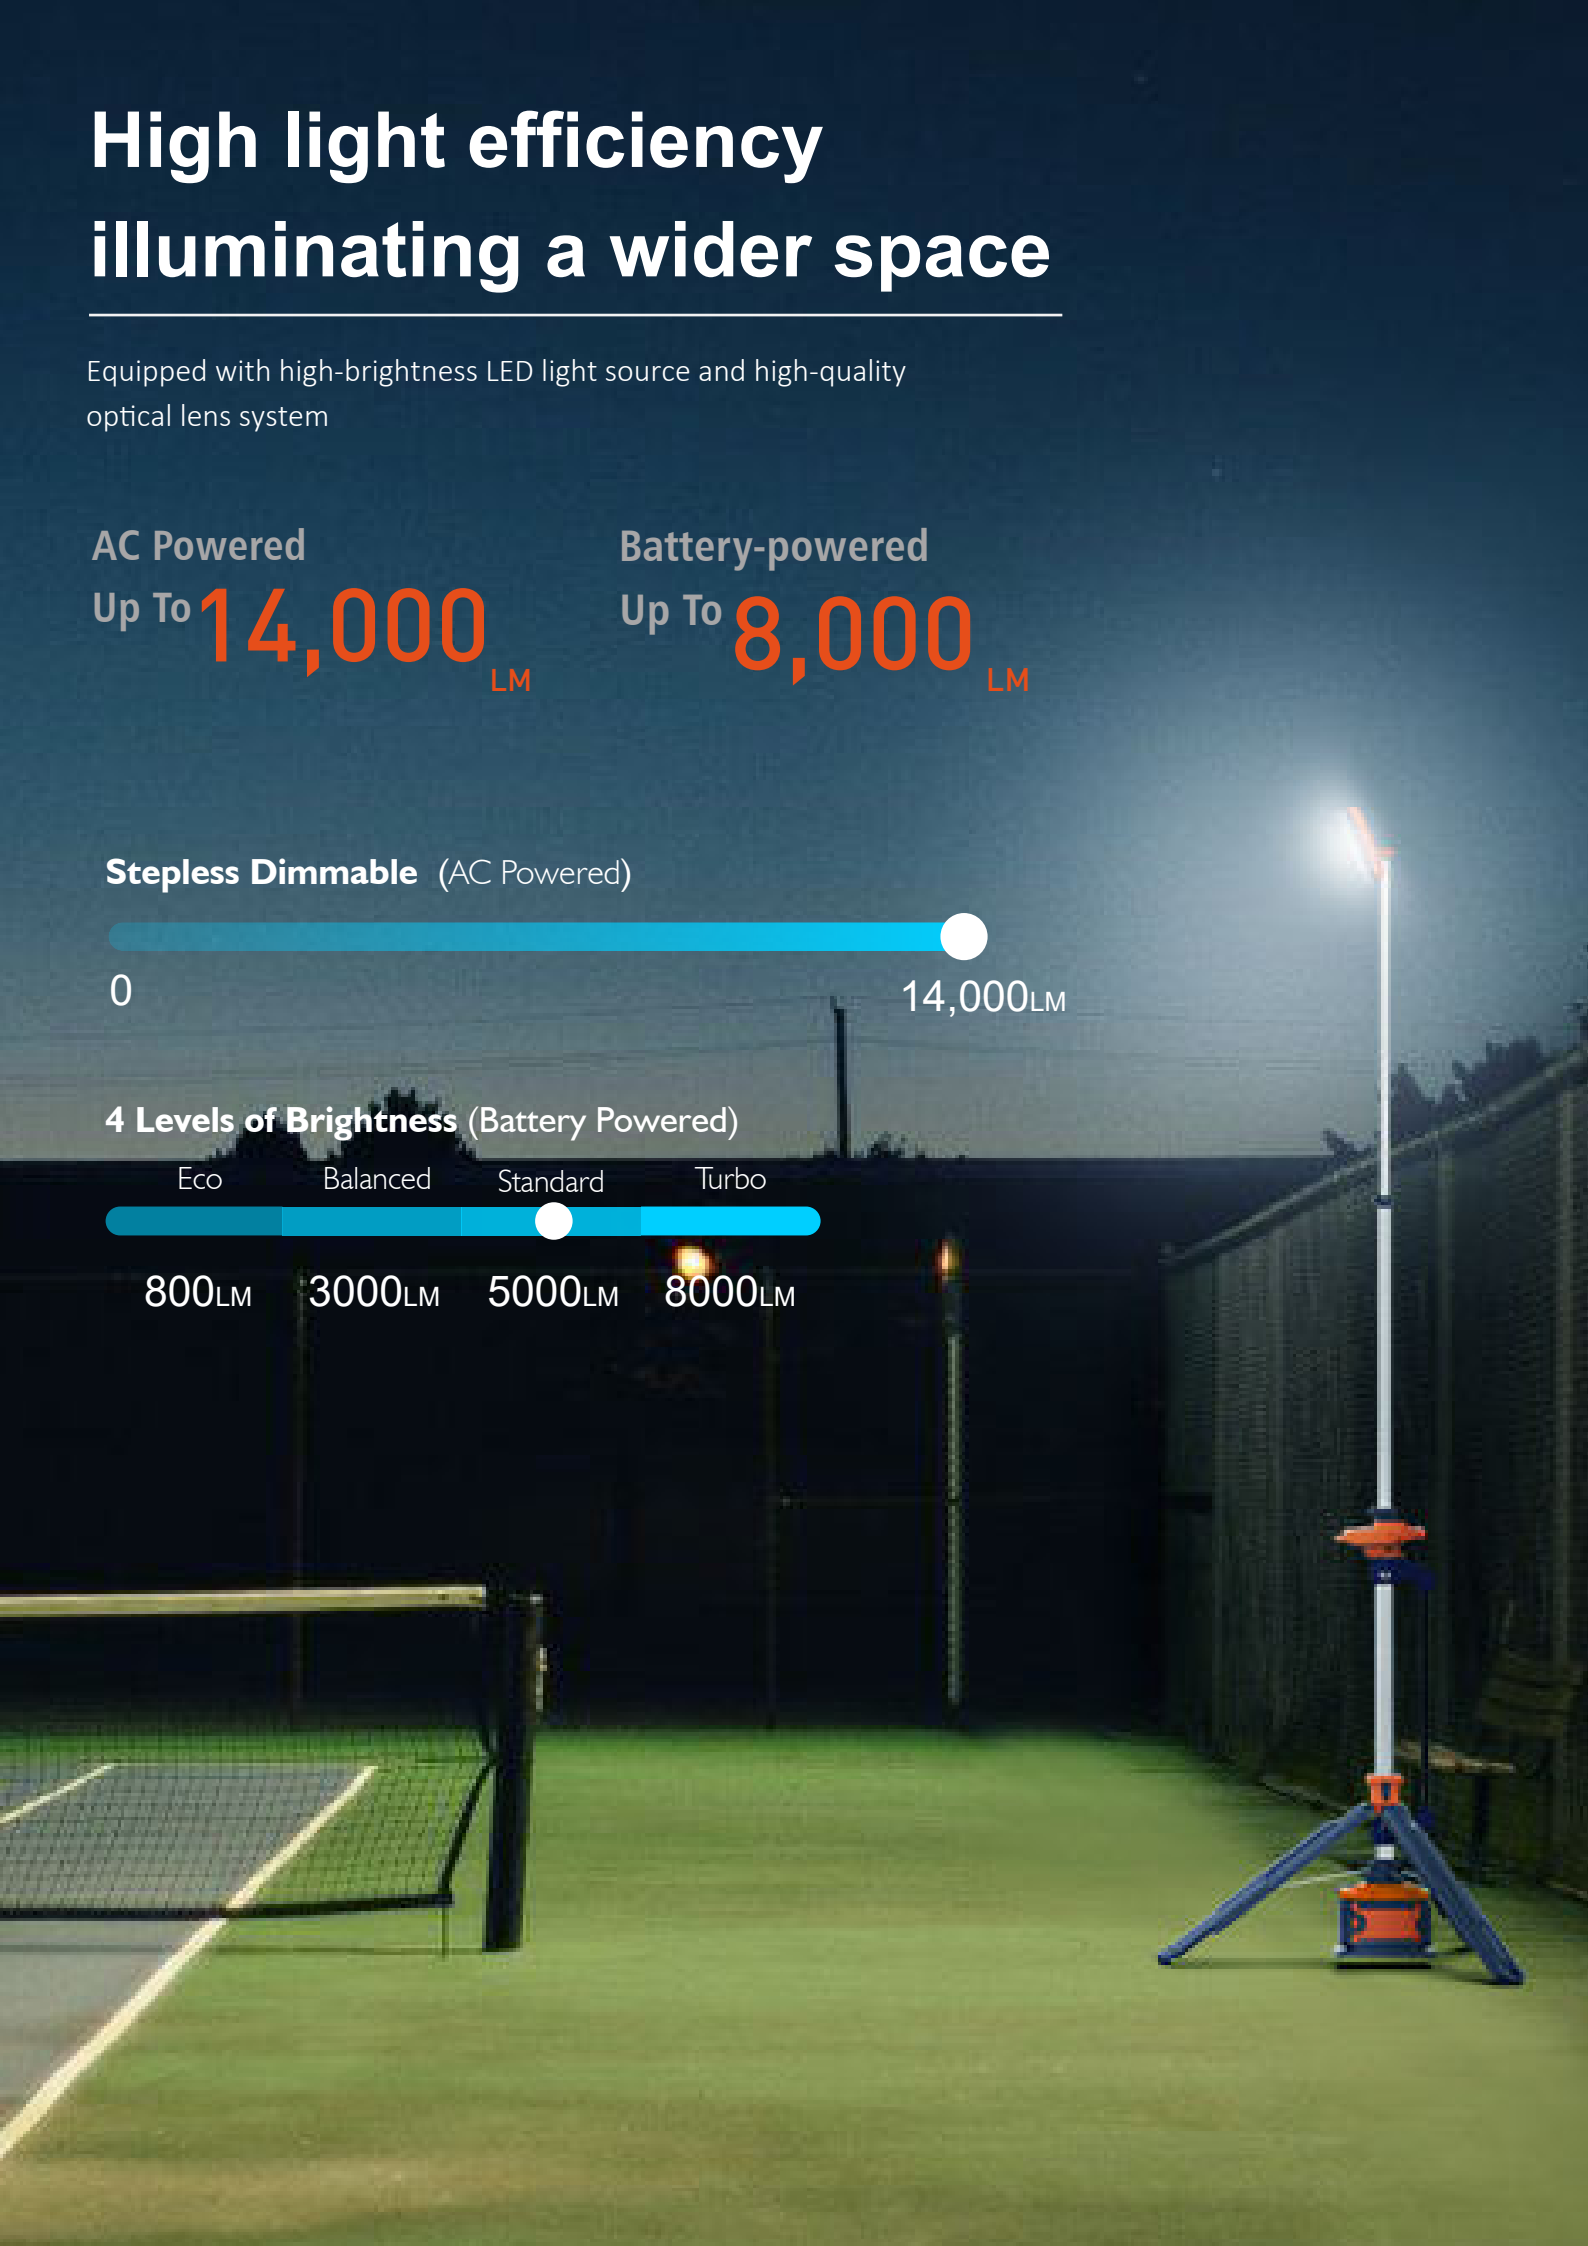 High light efficiency
illuminating a wider space
Equipped with high-brightness LED light source and high-quality
optical lens system
AC Powered
Up To 14,000 LM
Battery-powered
Up To 8,000 LM
Stepless Dimmable (AC Powered)
0 14,000LM
4 Levels of Brightness (Battery Powered)
Eco Balanced Standard Turbo
800LM 3000LM 5000LM 8000LM